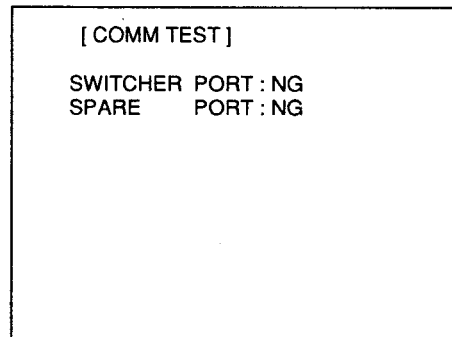 [ COMM TEST ]
SWITCHER PORT : NG
SPARE PORT : NG